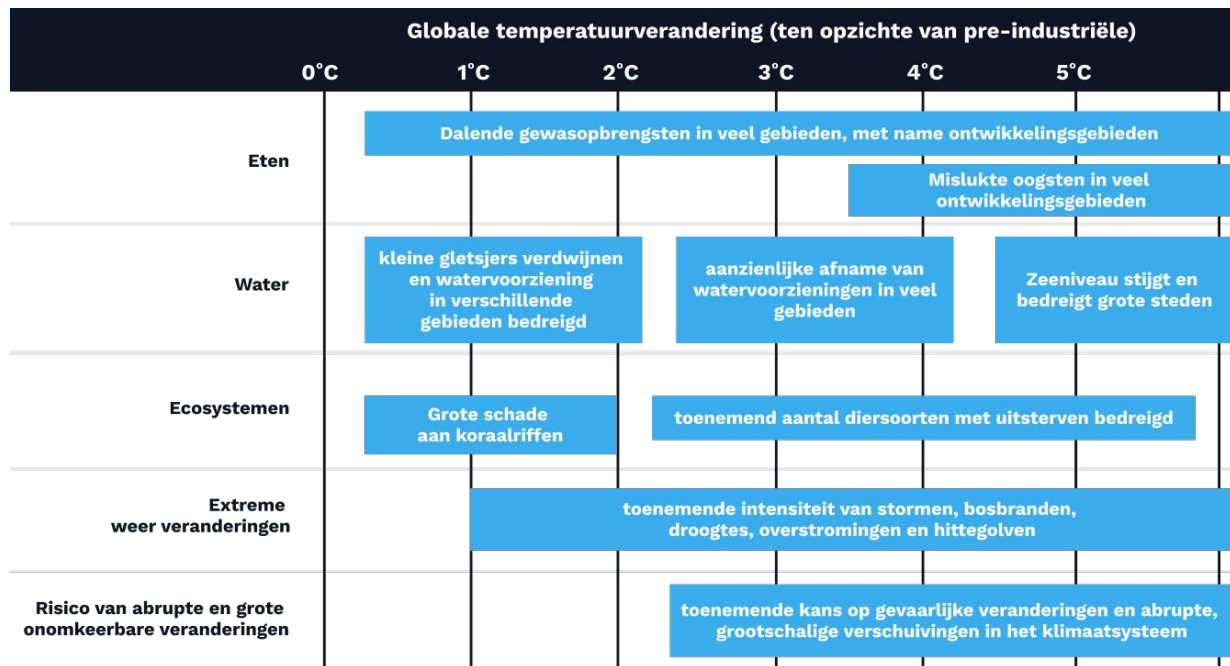 Globale temperatuurverandering (ten opzichte van pre-industriële)
0°C 1°C 2°C 3°C 4°C 5°C
Eten
Dalende gewasopbrengsten in veel gebieden, met name ontwikkelingsgebieden
Mislukte oogsten in veel
ontwikkelingsgebieden
Water
kleine gletsjers verdwijnen
en watervoorziening
in verschillende
gebieden bedreigd
aanzienlijke afname van
watervoorzieningen in veel
gebieden
Zeeniveau stijgt en
bedreigt grote steden
Ecosystemen
Grote schade
aan koraalriffen
toenemend aantal diersoorten met uitsterven bedreigd
Extreme
weer veranderingen
toenemende intensiteit van stormen, bosbranden,
droogtes, overstromingen en hittegolven
Risico van abrupte en grote
onomkeerbare veranderingen
toenemende kans op gevaarlijke veranderingen en abrupte,
grootschalige verschuivingen in het klimaatsysteem